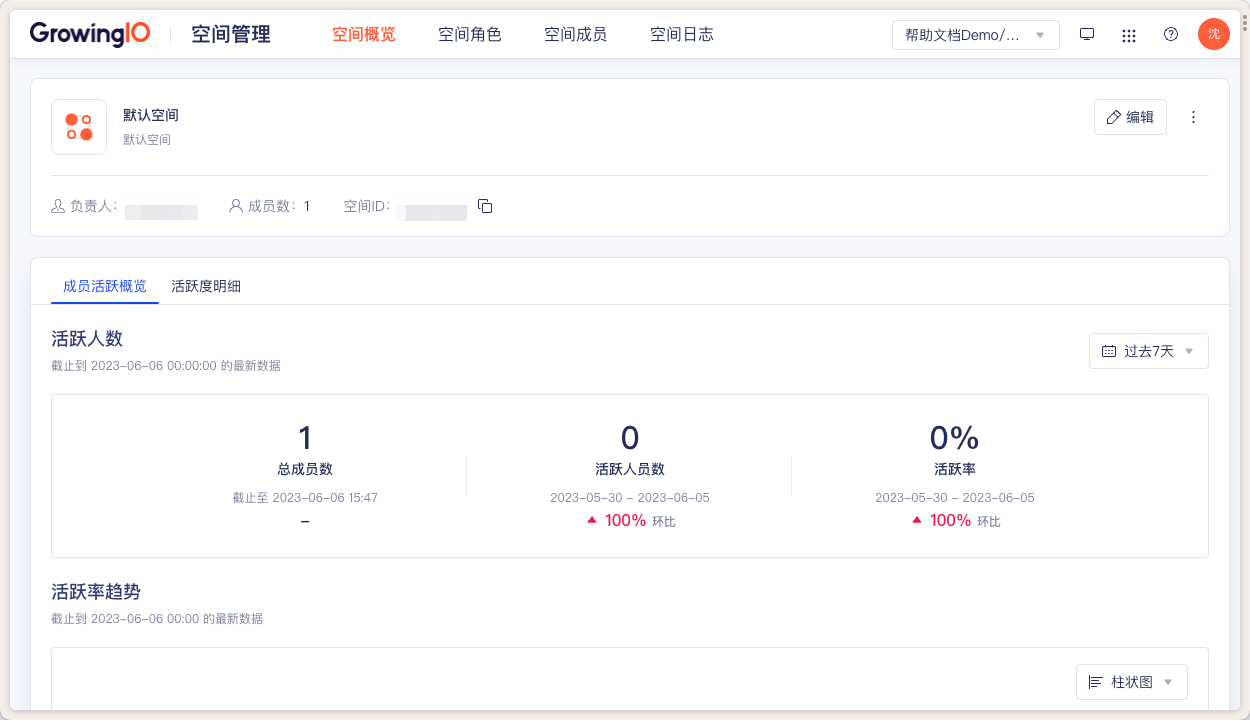 GrowingIO 空间管理 空间概览 空间角色 空间成员 空间日志 帮助文档Demo/... 沈
默认空间
默认空间
编辑
负责人: 成员数: 1 空间ID:
成员活跃概览 活跃度明细
活跃人数
截止到 2023-06-06 00:00:00 的最新数据
过去7天
1 0 0%
总成员数 活跃人员数 活跃率
截止至 2023-06-06 15:47 2023-05-30 - 2023-06-05 2023-05-30 - 2023-06-05
- 100% 环比 100% 环比
活跃率趋势
截止到 2023-06-06 00:00 的最新数据
柱状图